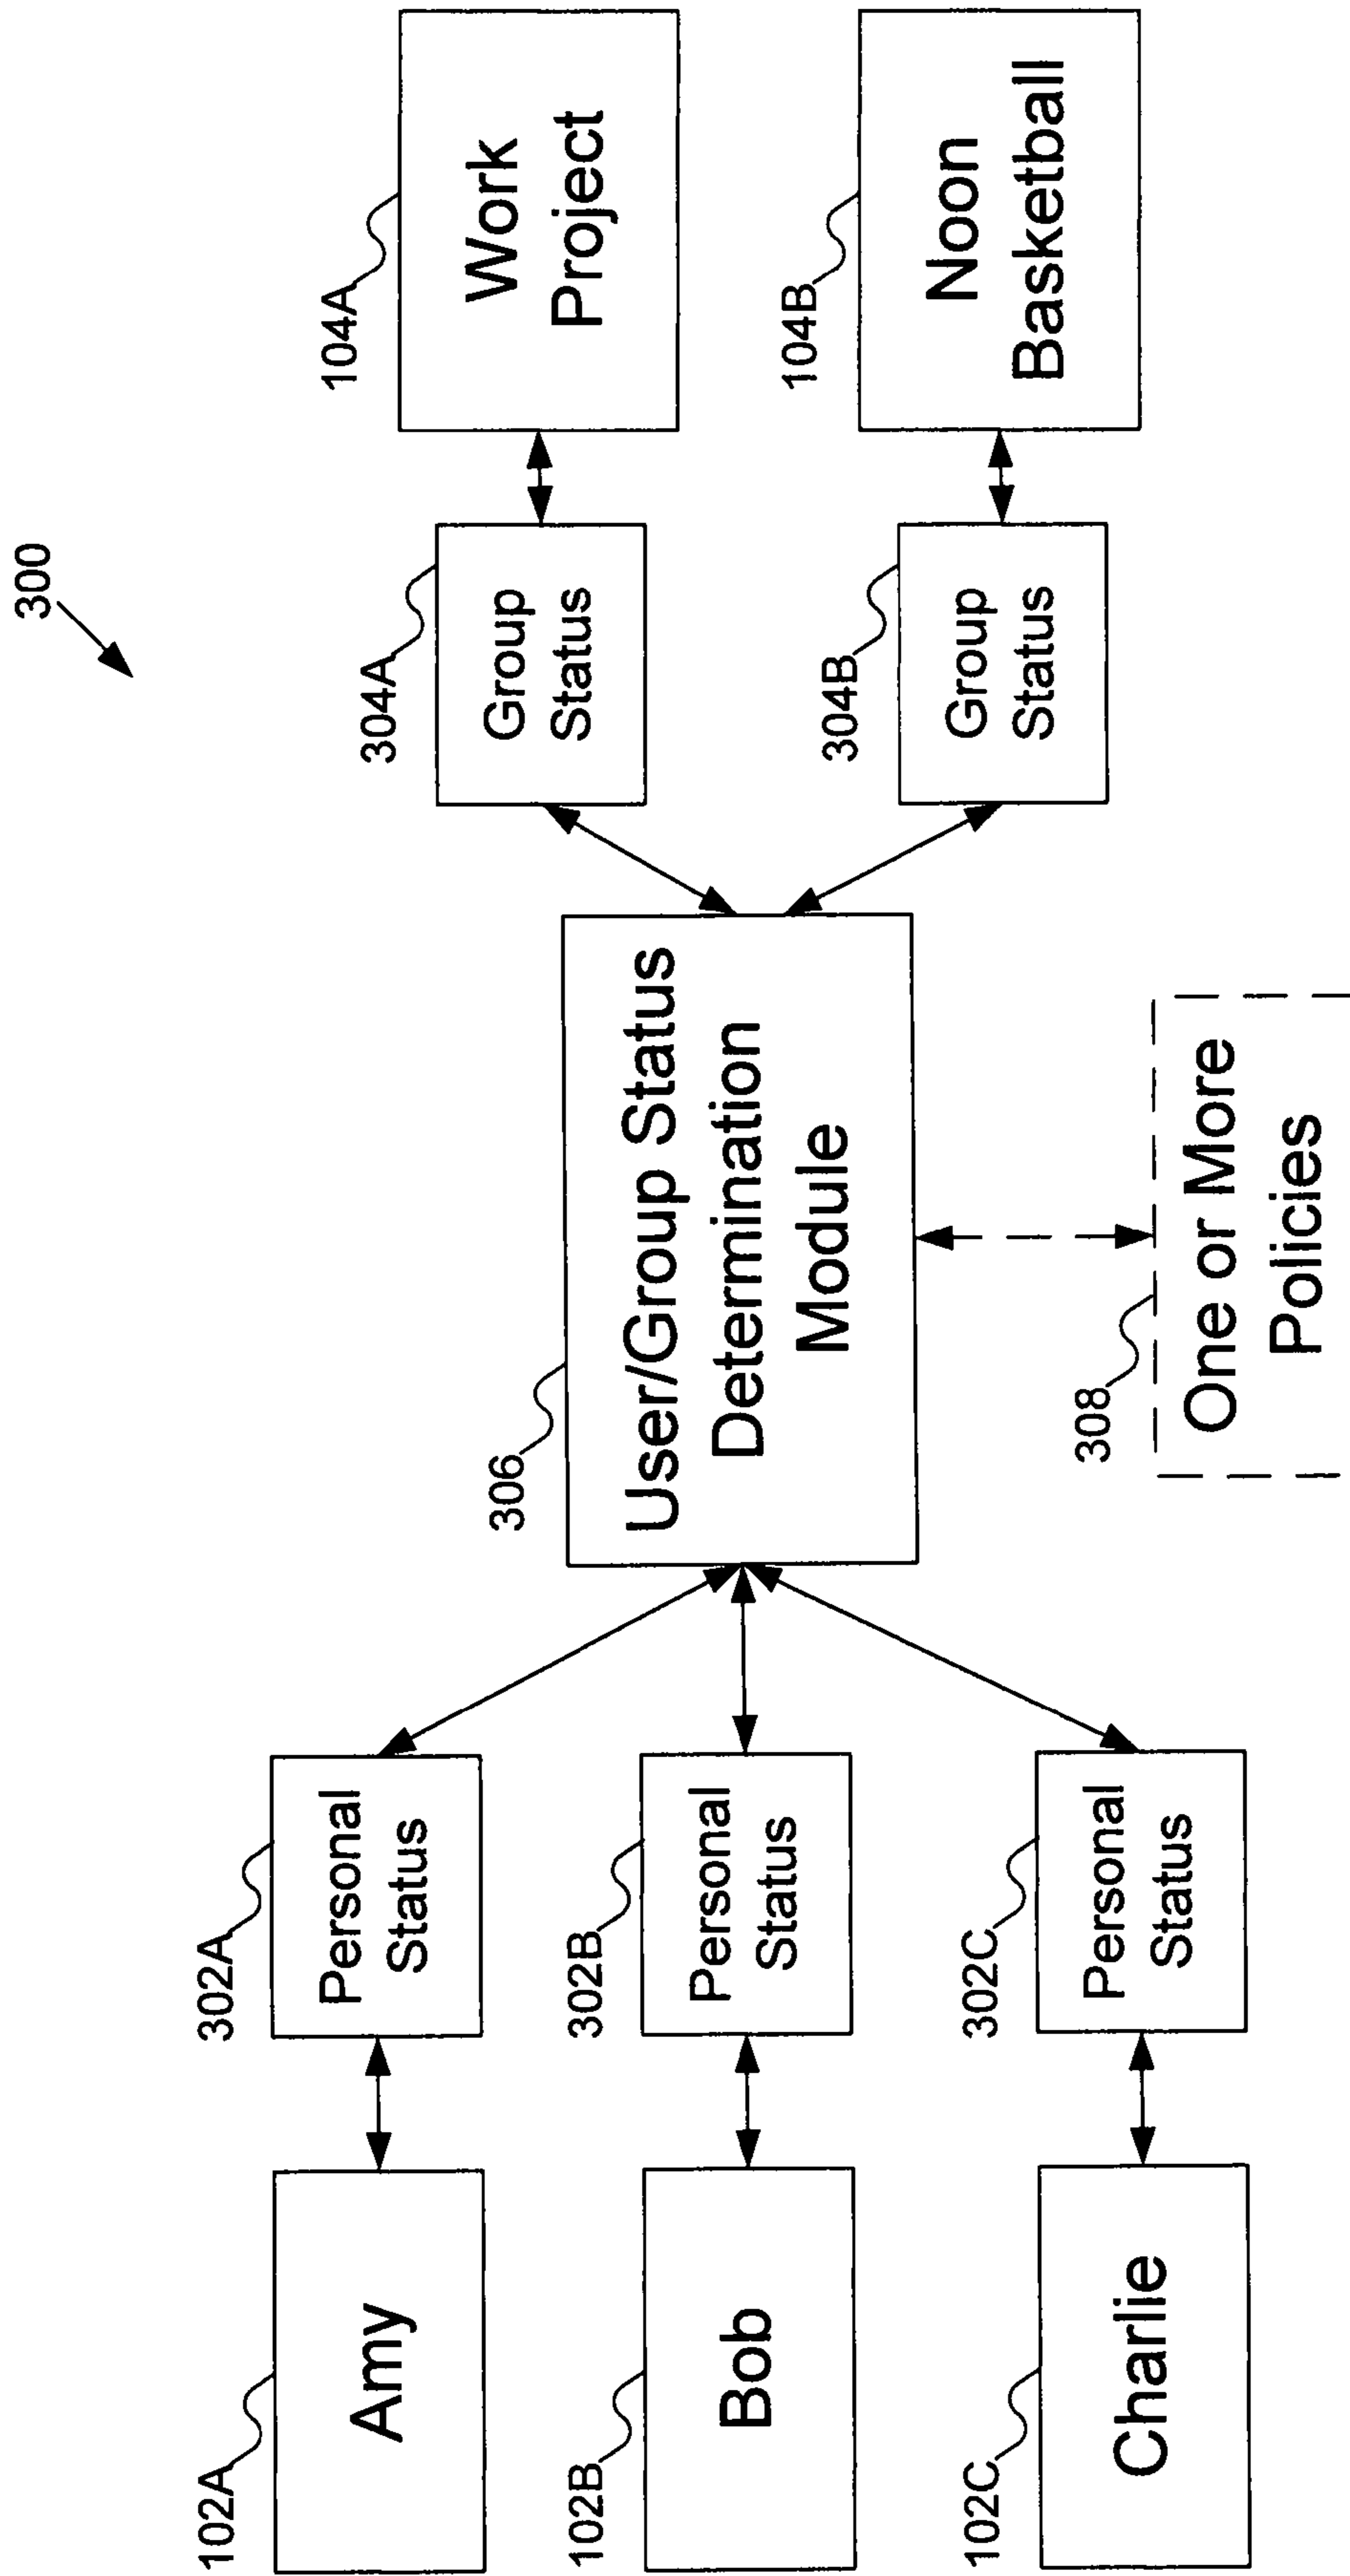 300
102A
Amy
302A
Personal
Status
102B
Bob
302B
Personal
Status
102C
Charlie
302C
Personal
Status
306
User/Group Status
Determination
Module
308
One or More
Policies
304A
Group
Status
104A
Work
Project
304B
Group
Status
104B
Noon
Basketball